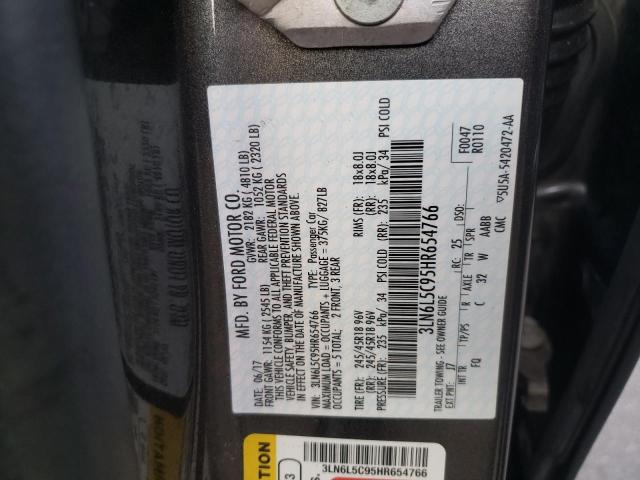 MFD. BY FORD MOTOR CO.
DATE: 06/17 GVWR: 2182 KG / 4810 LB)
FRONT GAWR: 1154 KG (2545 LB) REAR GAWR: 1052 KG ( 2320 LB)
THIS VEHICLE CONFORMS TO ALL APPLICABLE FEDERAL MOTOR
VEHICLE SAFETY, BUMPER, AND THEFT PREVENTION STANDARDS
IN EFFECT ON THE DATE OF MANUFACTURE SHOWN ABOVE.
VIN: 3LN6L5C95HR654766 TYPE: Passenger Car
MAXIMUM LOAD = OCCUPANTS + LUGGAGE = 375KG/ 827LB
OCCUPANTS = 5 TOTAL: 2 FRONT, 3 REAR
TIRE (FR): 245/45R18 96V RIMS (FR): 18x8.0J
(RR): 245/45R18 96V (RR): 18x8.0J
PRESSURE (FR): 235 kPa/ 34 PSI COLD (RR): 235 kPa/ 34 PSI COLD
3LN6L5C95HR654766
TRAILER TOWING - SEE OWNER GUIDE F0047
EXT PNT: RC: 25 DSO: R0110
INT TR TP/PS R AXLE TR SPR
FQ C 32 W AABB
CMC 5U5A-5420472-AA
3LN6L5C95HR654766